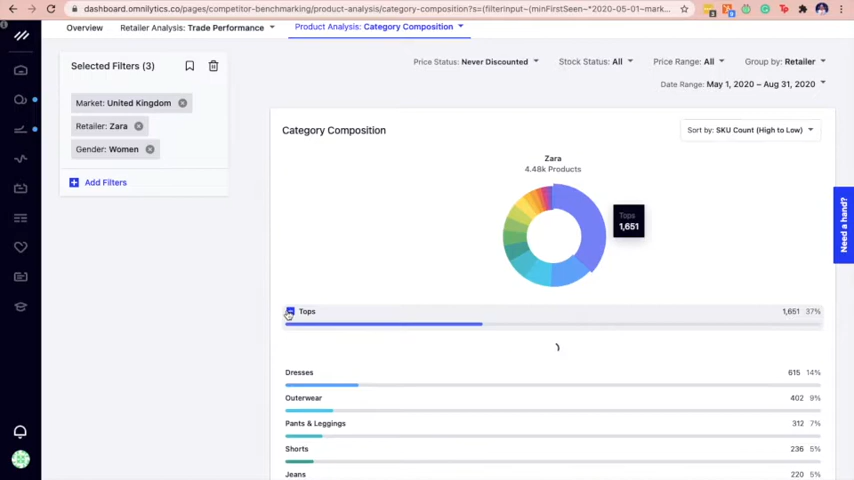 dashboard.omnilytics.co/pages/competitor-benchmarking/product-analysis/category-composition?s=(filterinput~(minFirstSeen~*2020-05-01~mark...
Overview
Retailer Analysis: Trade Performance
Product Analysis: Category Composition
Selected Filters (3)
Market: United Kingdom
Retailer: Zara
Gender: Women
Add Filters
Price Status: Never Discounted
Stock Status: All
Price Range: All
Group by: Retailer
Date Range: May 1, 2020 – Aug 31, 2020
Category Composition
Sort by: SKU Count (High to Low)
Zara
4.48k Products
Tops
1,651
Tops 1,651 37%
Dresses 615 14%
Outerwear 402 9%
Pants & Leggings 312 7%
Shorts 236 5%
Jeans 220 5%
Need a hand?